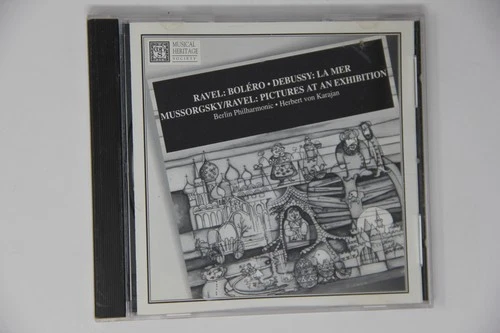 MUSICAL
HERITAGE
SOCIETY
RAVEL: BOLÉRO • DEBUSSY: LA MER
MUSSORGSKY/RAVEL: PICTURES AT AN EXHIBITION
Berlin Philharmonic • Herbert von Karajan